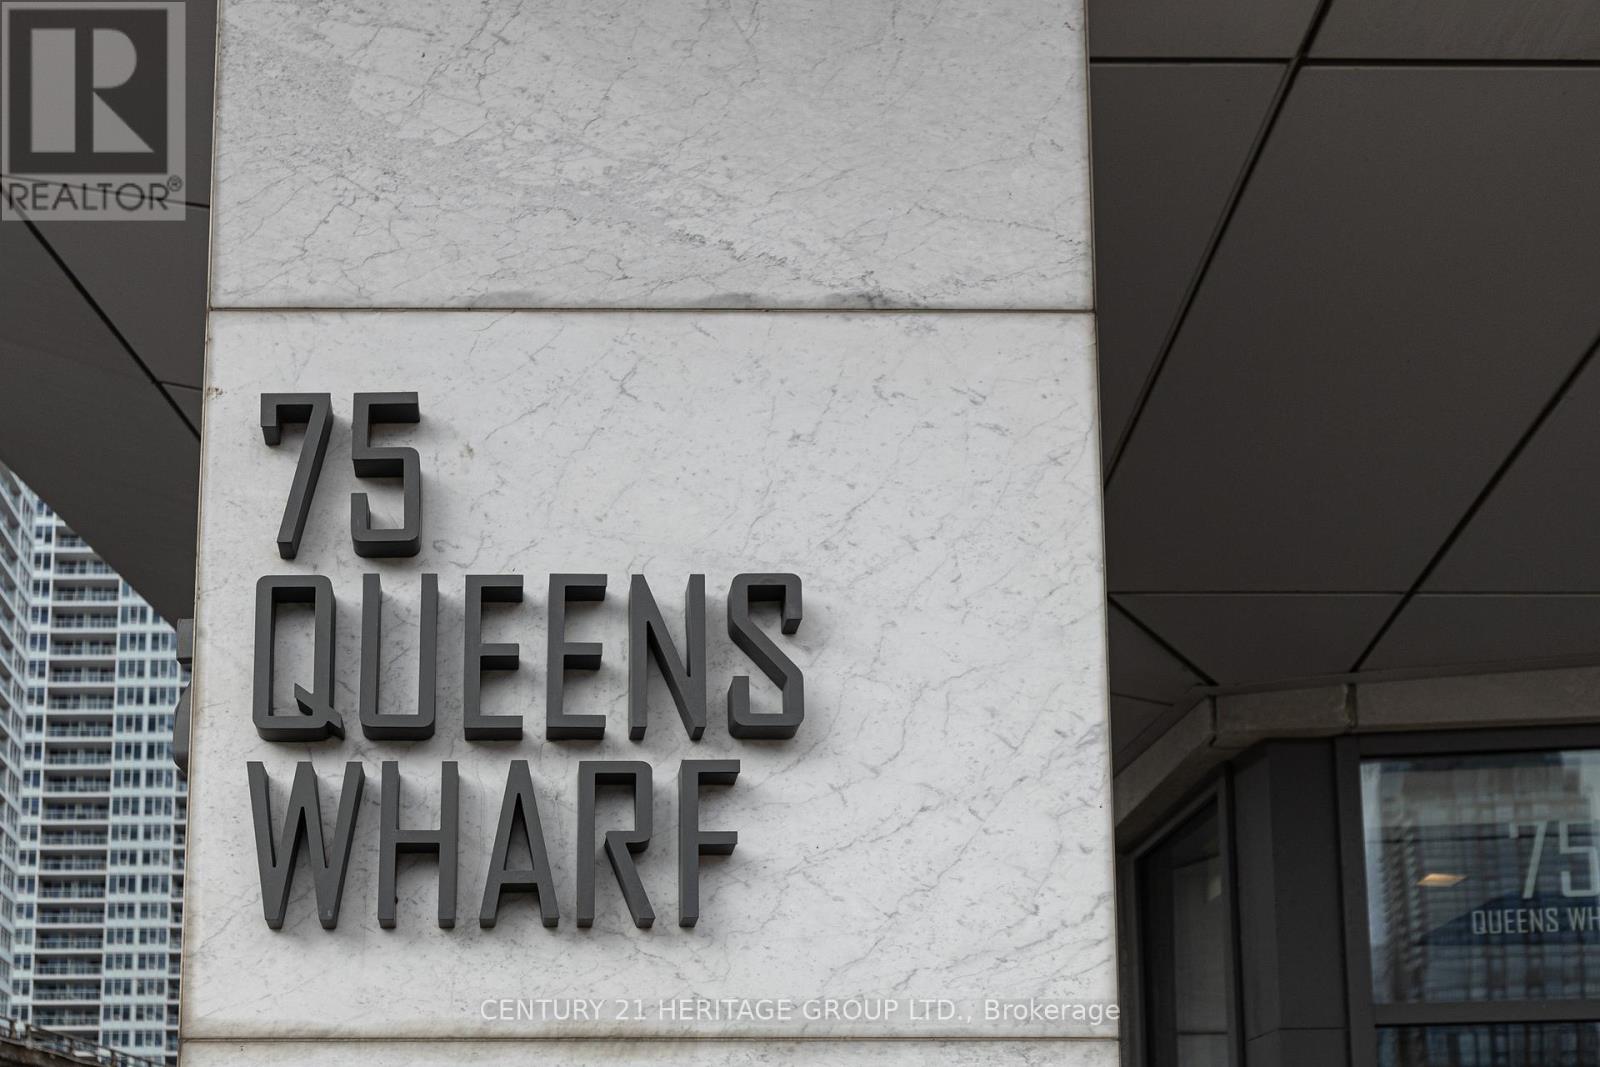 REALTOR®
75
QUEENS
WHARF
75
QUEENS WH
CENTURY 21 HERITAGE GROUP LTD., Brokerage